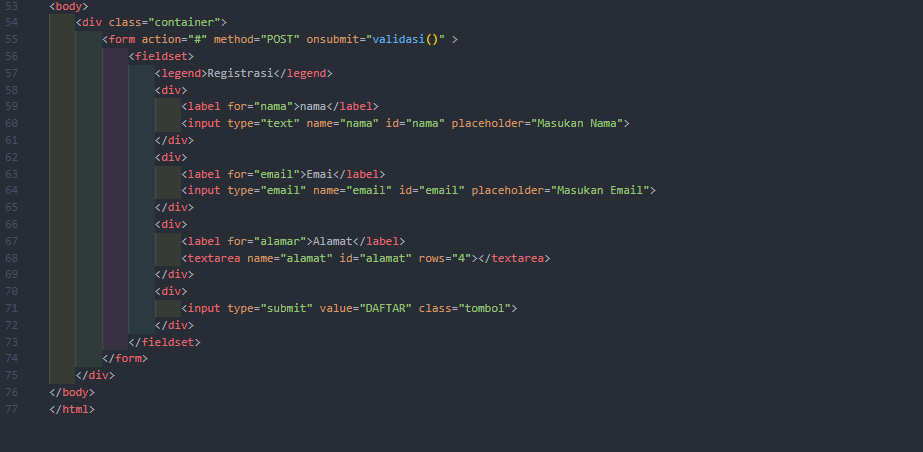 53 <body>
54 <div class="container">
55 <form action="#" method="POST" onsubmit="validasi()" >
56 <fieldset>
57 <legend>Registrasi</legend>
58 <div>
59 <label for="nama">nama</label>
60 <input type="text" name="nama" id="nama" placeholder="Masukan Nama">
61 </div>
62 <div>
63 <label for="email">Emai</label>
64 <input type="email" name="email" id="email" placeholder="Masukan Email">
65 </div>
66 <div>
67 <label for="alamar">Alamat</label>
68 <textarea name="alamat" id="alamat" rows="4"></textarea>
69 </div>
70 <div>
71 <input type="submit" value="DAFTAR" class="tombol">
72 </div>
73 </fieldset>
74 </form>
75 </div>
76 </body>
77 </html>